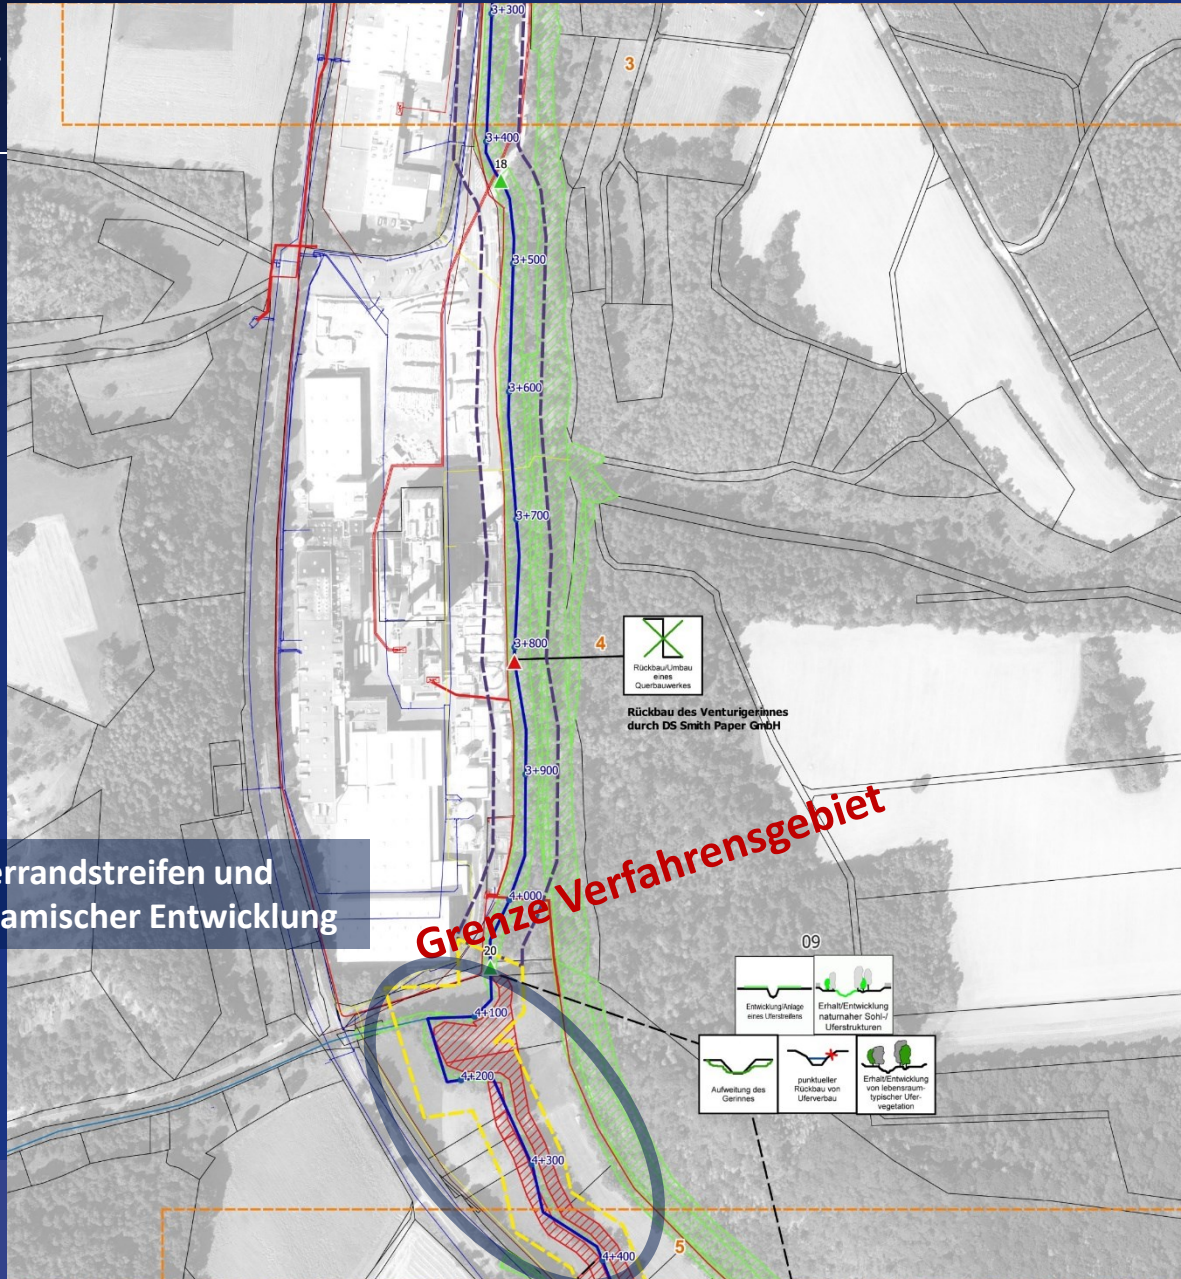 3+300
3
3+400
18
3+500
3+600
3+700
3+800
4
Rückbau/Umbau
eines
Querbauwerkes
Rückbau des Venturigerinnes
durch DS Smith Paper GmbH
3+900
Grenze Verfahrensgebiet
errandstreifen und
amischer Entwicklung
4+000
09
20
Entwicklung/Anlage
eines Uferstreifens
Erhalt/Entwicklung
naturnaher Sohl-/
Uferstrukturen
4+100
4+200
Aufweitung des
Gerinnes
punktueller
Rückbau von
Uferverbau
Erhalt/Entwicklung
von lebensraum-
typischer Ufer-
vegetation
4+300
5
4+400